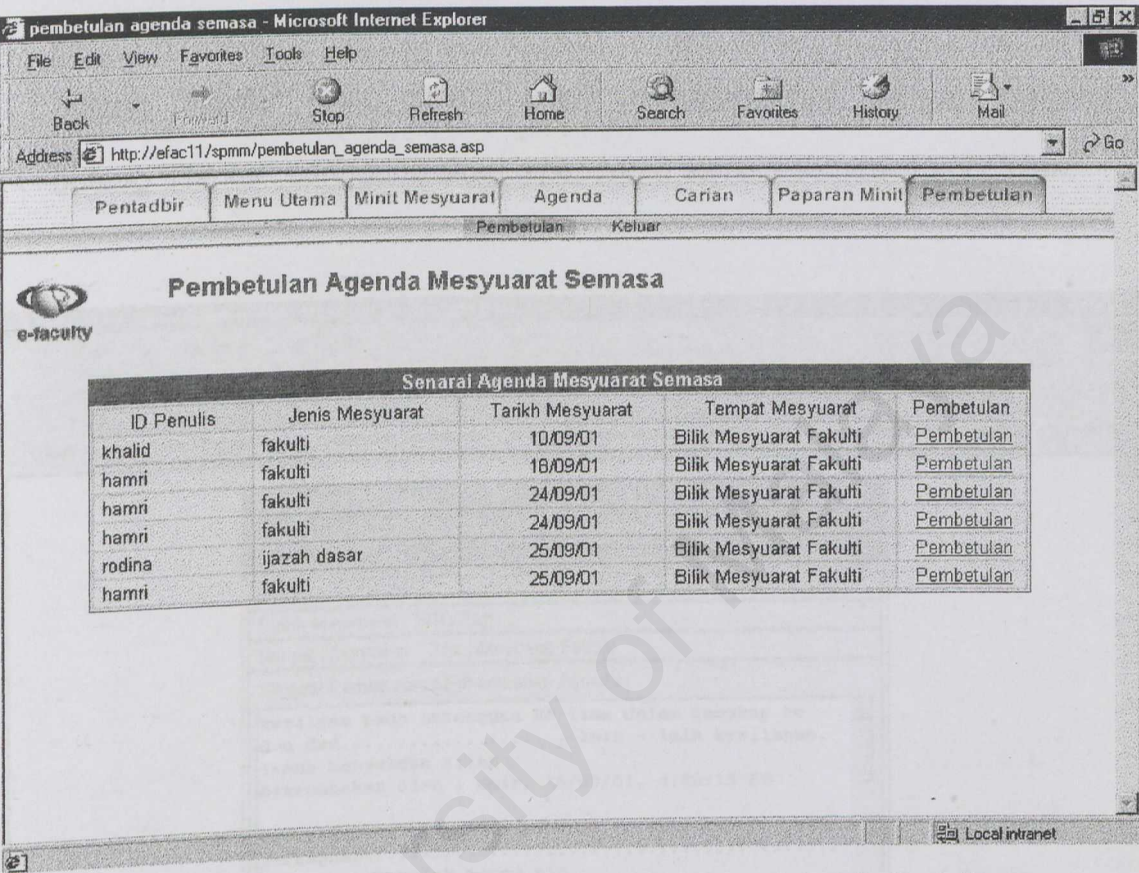 pembetulan agenda semasa - Microsoft Internet Explorer
File Edit View Favorites Tools Help
Back Forward Stop Refresh Home Search Favorites History Mail »
Address http://efac11/spmm/pembetulan_agenda_semasa.asp Go
Pentadbir Menu Utama Minit Mesyuarat Agenda Carian Paparan Minit Pembetulan
Pembetulan Keluar
Pembetulan Agenda Mesyuarat Semasa
e-faculty
Senarai Agenda Mesyuarat Semasa
ID Penulis Jenis Mesyuarat Tarikh Mesyuarat Tempat Mesyuarat Pembetulan
khalid fakulti 10/09/01 Bilik Mesyuarat Fakulti Pembetulan
hamri fakulti 18/09/01 Bilik Mesyuarat Fakulti Pembetulan
hamri fakulti 24/09/01 Bilik Mesyuarat Fakulti Pembetulan
hamri fakulti 24/09/01 Bilik Mesyuarat Fakulti Pembetulan
rodina ijazah dasar 25/09/01 Bilik Mesyuarat Fakulti Pembetulan
hamri fakulti 25/09/01 Bilik Mesyuarat Fakulti Pembetulan
Local intranet